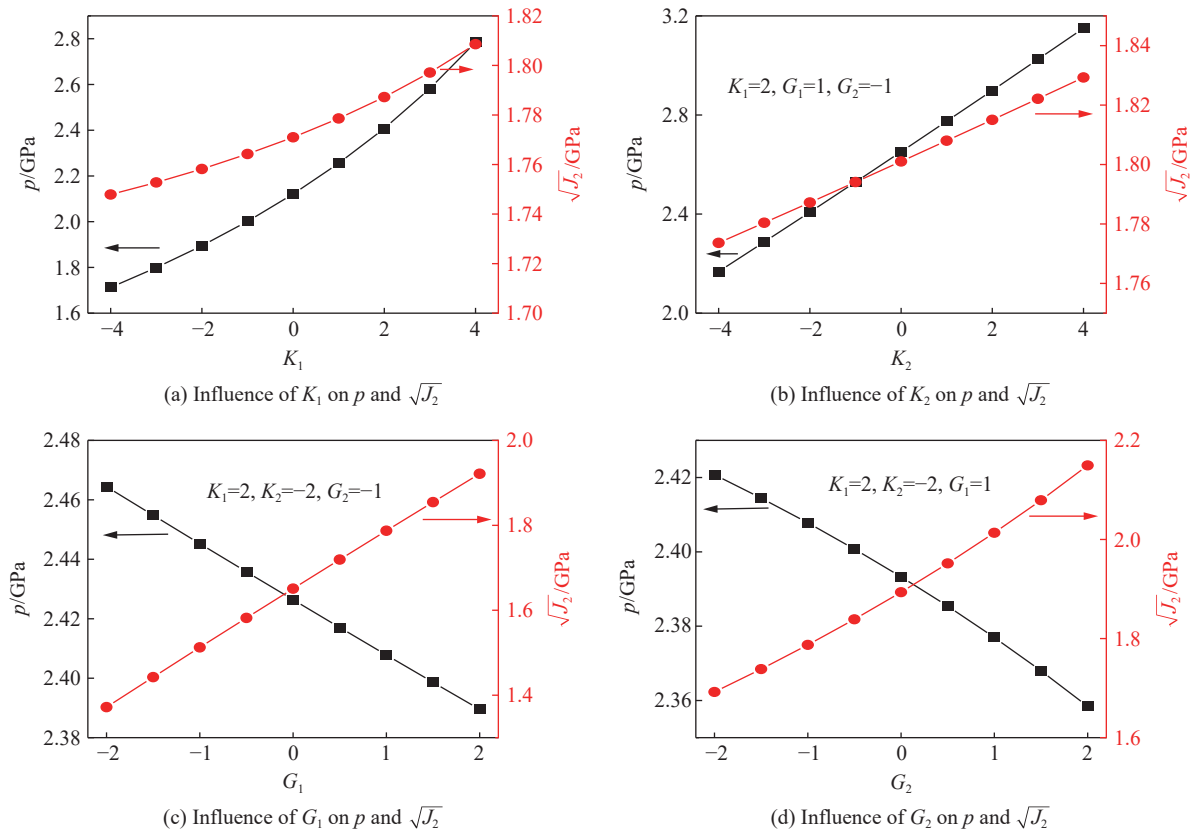 2.8
2.6
2.4
2.2
2.0
1.8
1.6
p/GPa
1.82
1.80
1.78
1.76
1.74
1.72
1.70
√J₂/GPa
−4 −2 0 2 4
K₁
(a) Influence of K₁ on p and √J₂
3.2
2.8
2.4
2.0
p/GPa
K₁=2, G₁=1, G₂=−1
1.84
1.82
1.80
1.78
1.76
√J₂/GPa
−4 −2 0 2 4
K₂
(b) Influence of K₂ on p and √J₂
2.48
2.46
2.44
2.42
2.40
2.38
p/GPa
K₁=2, K₂=−2, G₂=−1
2.0
1.8
1.6
1.4
√J₂/GPa
−2 −1 0 1 2
G₁
(c) Influence of G₁ on p and √J₂
2.42
2.40
2.38
2.36
p/GPa
K₁=2, K₂=−2, G₁=1
2.2
2.0
1.8
1.6
√J₂/GPa
−2 −1 0 1 2
G₂
(d) Influence of G₂ on p and √J₂